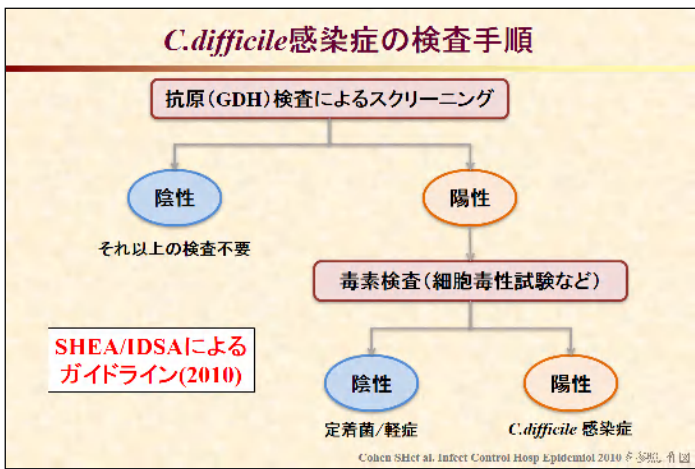 C.difficile感染症の検査手順
抗原(GDH)検査によるスクリーニング
陰性
陽性
それ以上の検査不要
毒素検査(細胞毒性試験など)
SHEA/IDSAによる
ガイドライン(2010)
陰性
陽性
定着菌/軽症
C.difficile 感染症
Cohen SHet al. Infect Control Hosp Epidemiol 2010